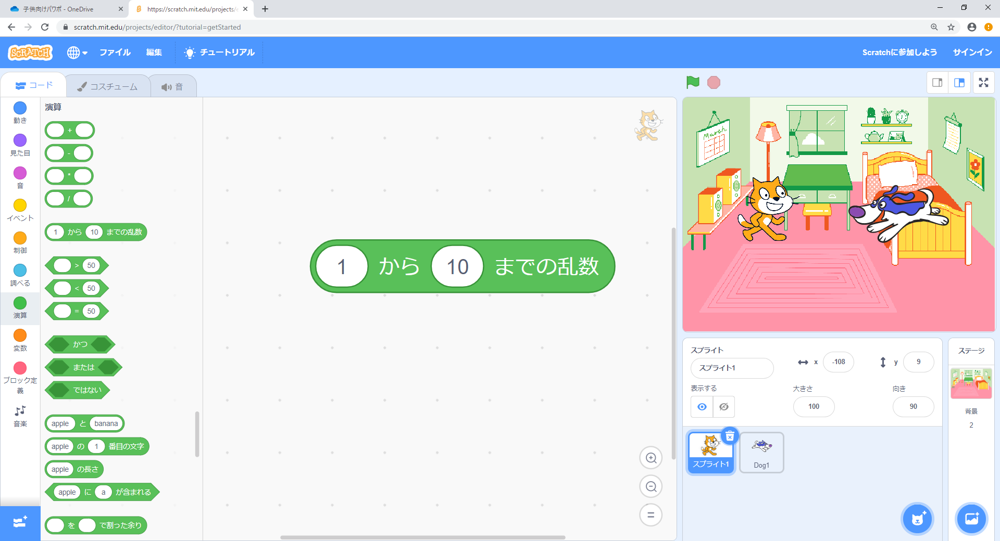 子供向けパワポ - OneDrive
https://scratch.mit.edu/projects/e
scratch.mit.edu/projects/editor/?tutorial=getStarted
SCRATCH
ファイル
編集
チュートリアル
Scratchに参加しよう
サインイン
コード
コスチューム
音
動き
見た目
音
イベント
制御
調べる
演算
変数
ブロック定
義
音楽
演算
+
-
*
/
1 から 10 までの乱数
> 50
< 50
= 50
かつ
または
ではない
apple と banana
apple の 1 番目の文字
apple の長さ
apple に a が含まれる
を で割った余り
1 から 10 までの乱数
March
スプライト
スプライト1
x -108
y 9
表示する
大きさ
100
向き
90
スプライト1
Dog1
ステージ
背景
2